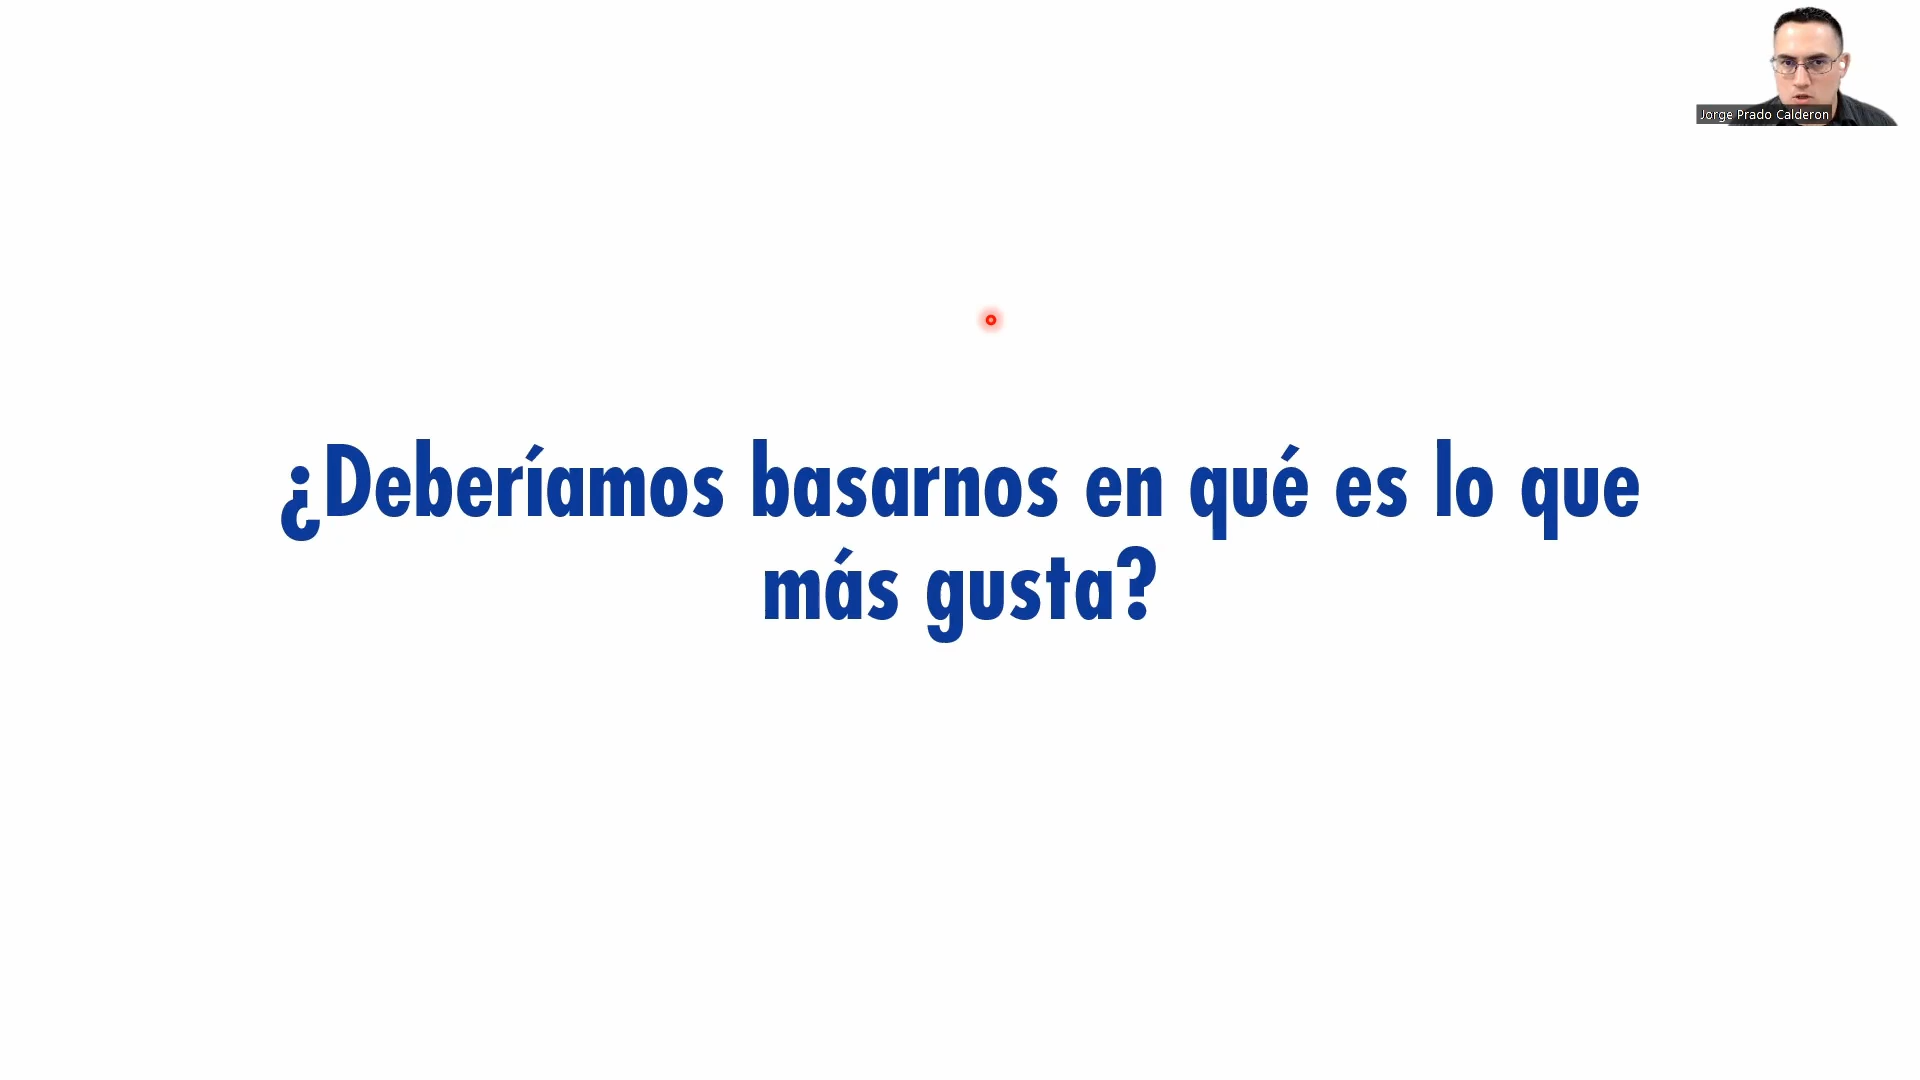 Jorge Prado Calderon
¿Deberíamos basarnos en qué es lo que
más gusta?